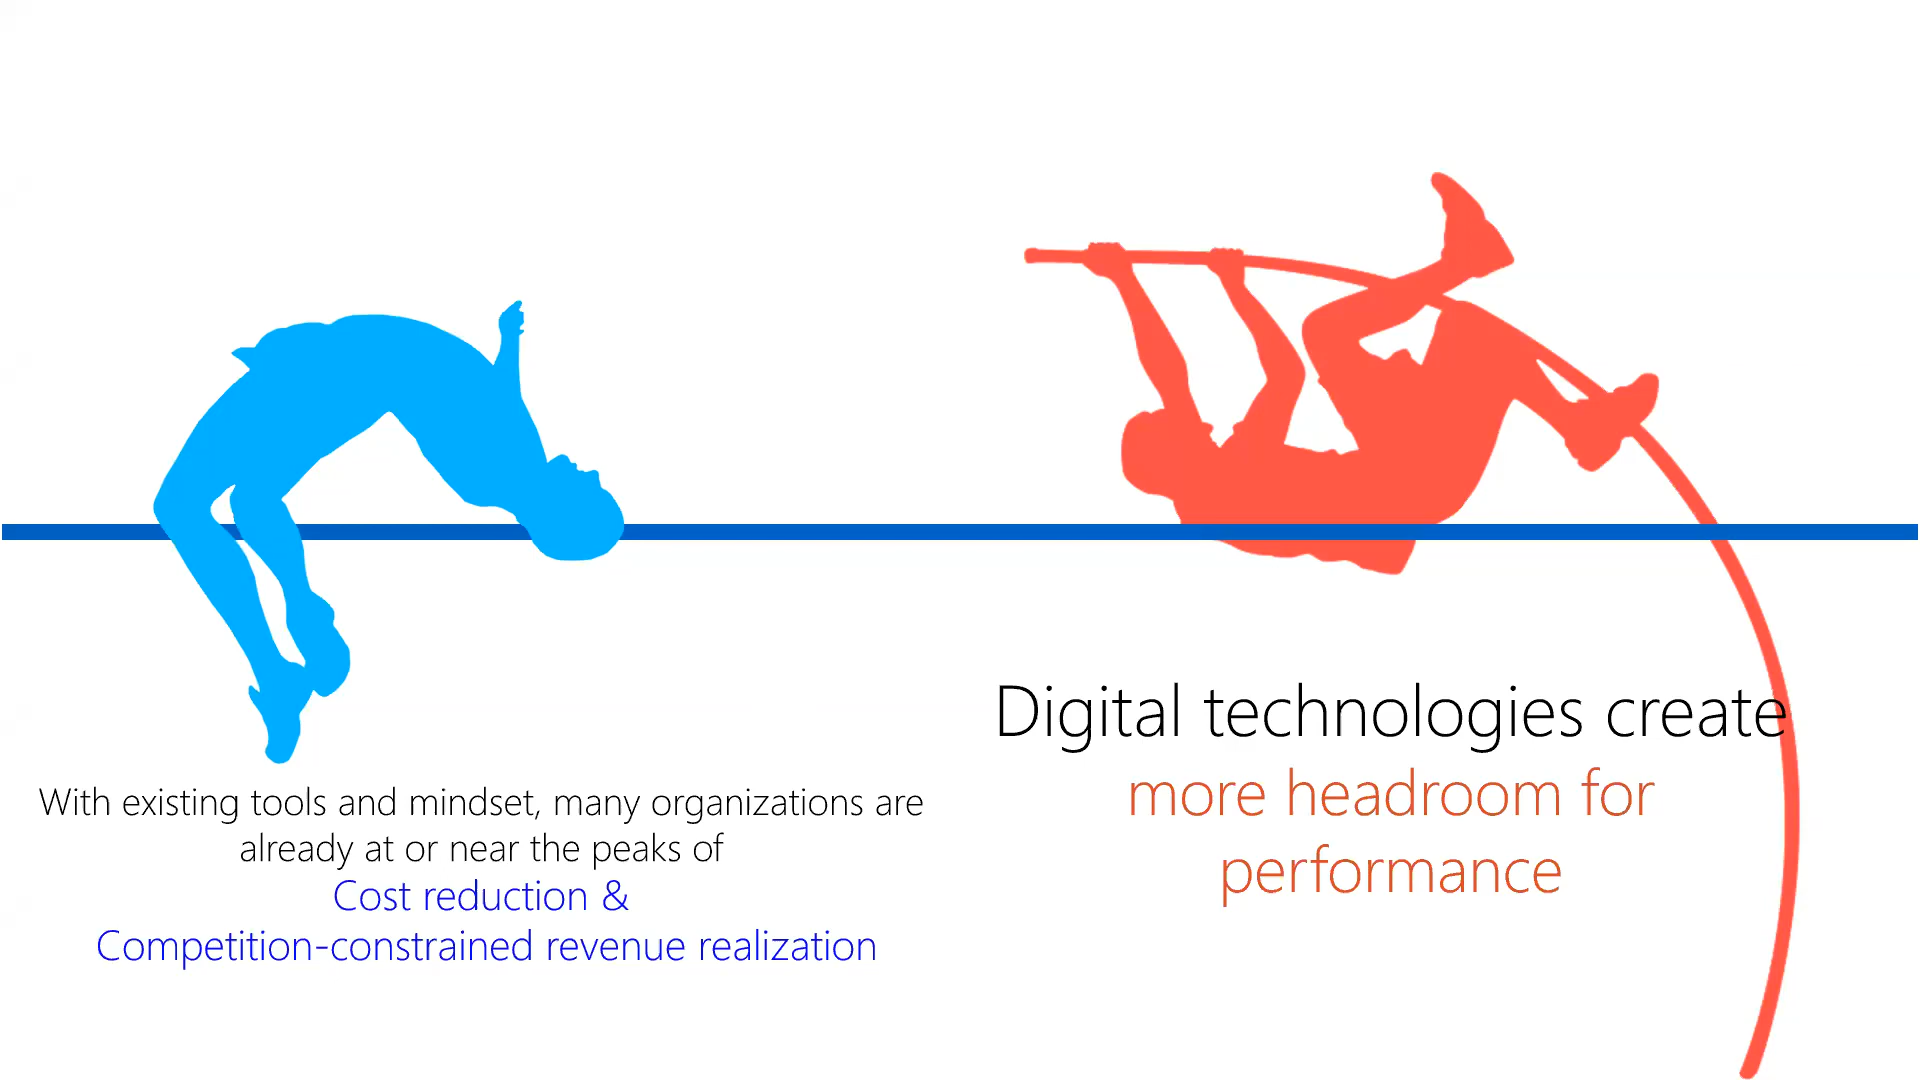 With existing tools and mindset, many organizations are
already at or near the peaks of
Cost reduction &
Competition-constrained revenue realization
Digital technologies create
more headroom for
performance